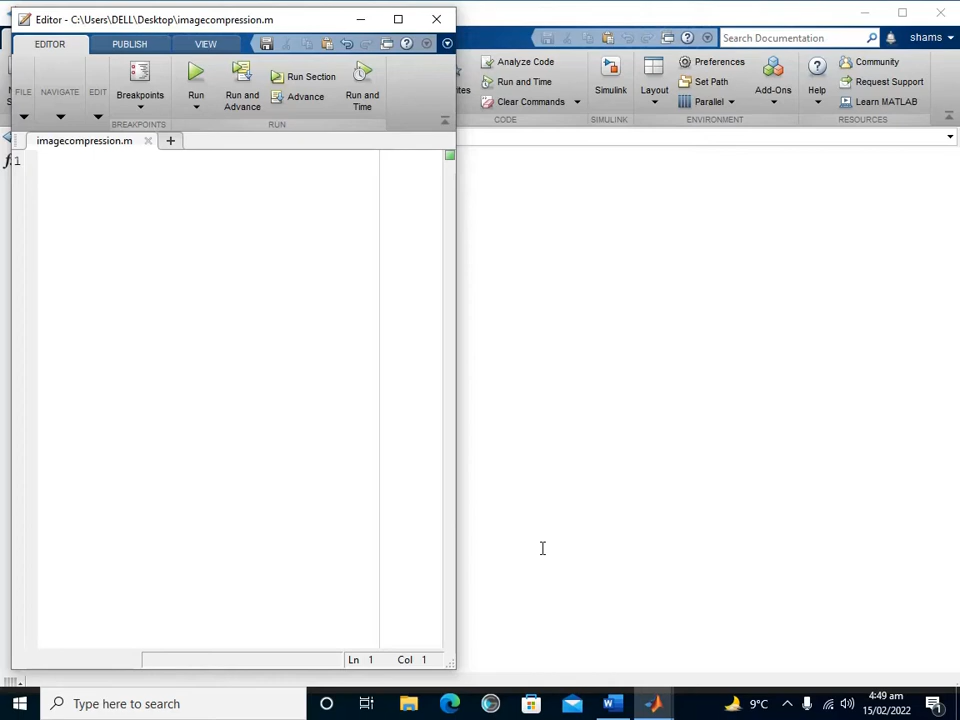 Editor - C:\Users\DELL\Desktop\imagecompression.m
EDITOR
PUBLISH
VIEW
Search Documentation
shams
FILE
NAVIGATE
EDIT
Breakpoints
Run
Run and
Advance
Run Section
Advance
Run and
Time
BREAKPOINTS
RUN
Analyze Code
Run and Time
Clear Commands
Simulink
Layout
Preferences
Set Path
Parallel
Add-Ons
Help
Community
Request Support
Learn MATLAB
CODE
SIMULINK
ENVIRONMENT
RESOURCES
imagecompression.m
1
Ln 1 Col 1
Type here to search
9°C
4:49 am
15/02/2022